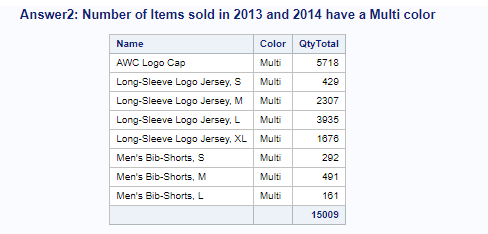 Answer2: Number of Items sold in 2013 and 2014 have a Multi color
Name Color QtyTotal
AWC Logo Cap Multi 5718
Long-Sleeve Logo Jersey, S Multi 429
Long-Sleeve Logo Jersey, M Multi 2307
Long-Sleeve Logo Jersey, L Multi 3935
Long-Sleeve Logo Jersey, XL Multi 1676
Men's Bib-Shorts, S Multi 292
Men's Bib-Shorts, M Multi 491
Men's Bib-Shorts, L Multi 161
15009